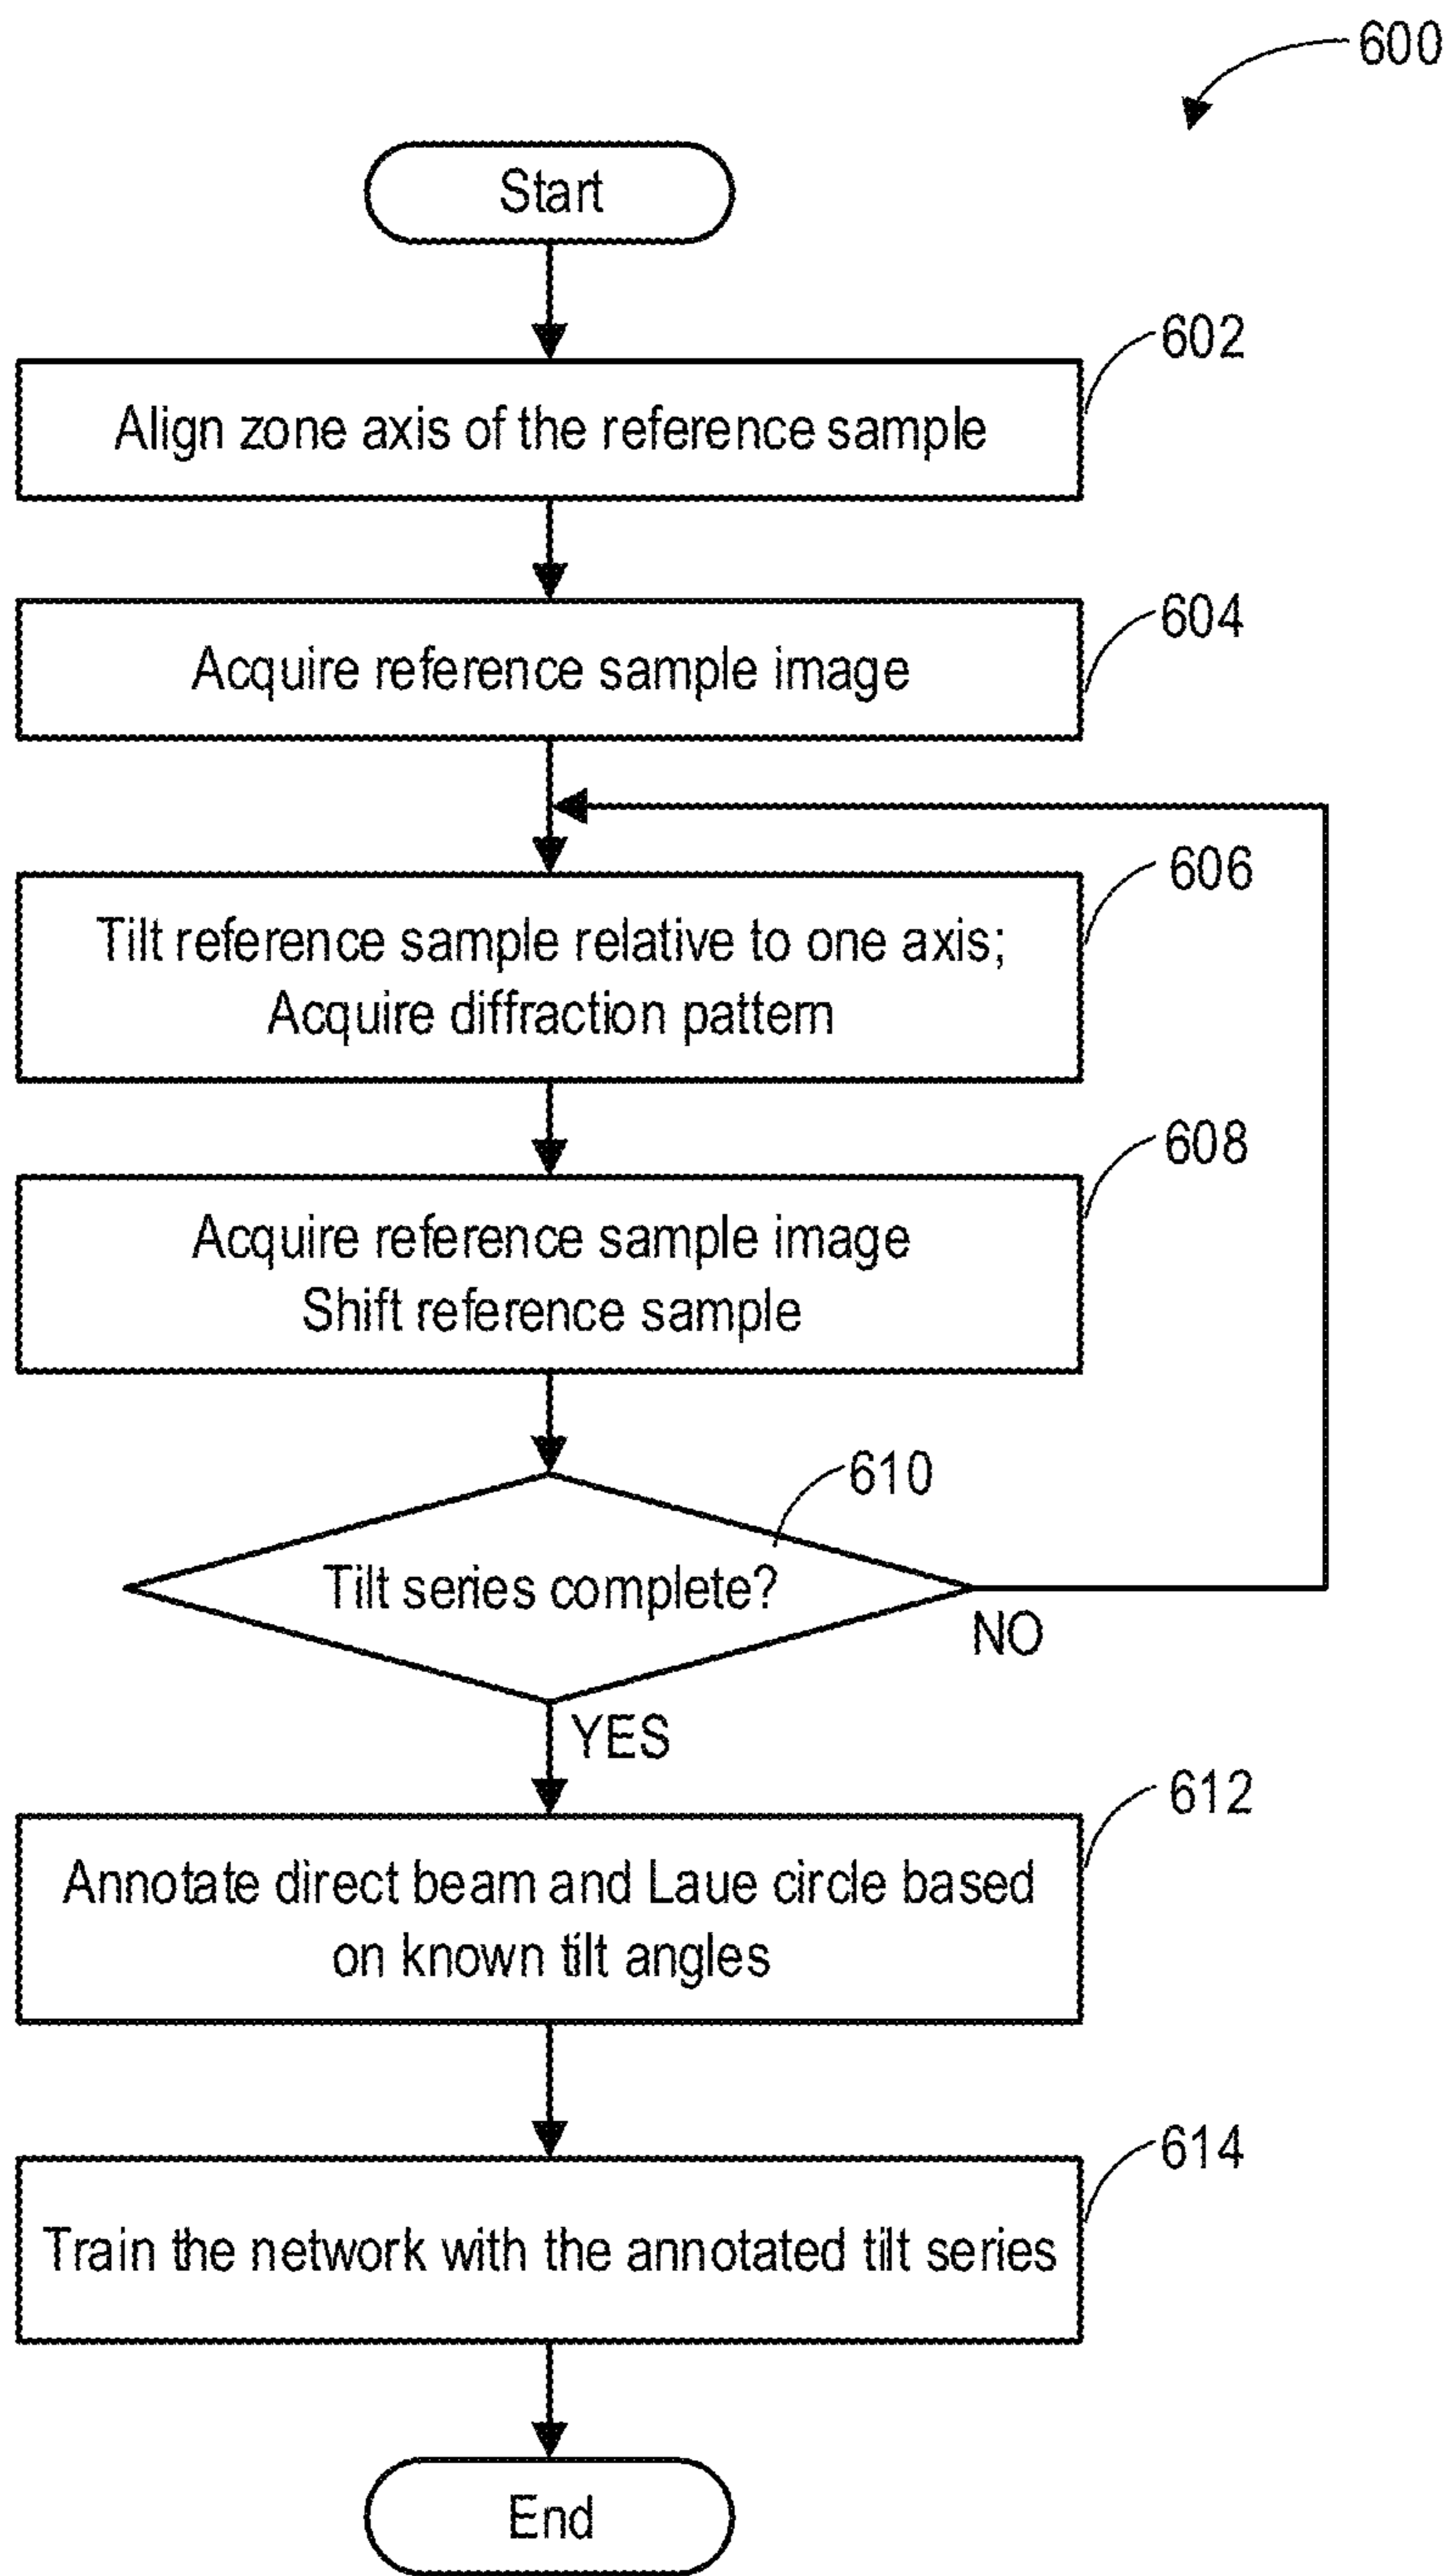 600
Start
602
Align zone axis of the reference sample
604
Acquire reference sample image
606
Tilt reference sample relative to one axis;
Acquire diffraction pattern
608
Acquire reference sample image
Shift reference sample
610
Tilt series complete?
NO
YES
612
Annotate direct beam and Laue circle based
on known tilt angles
614
Train the network with the annotated tilt series
End